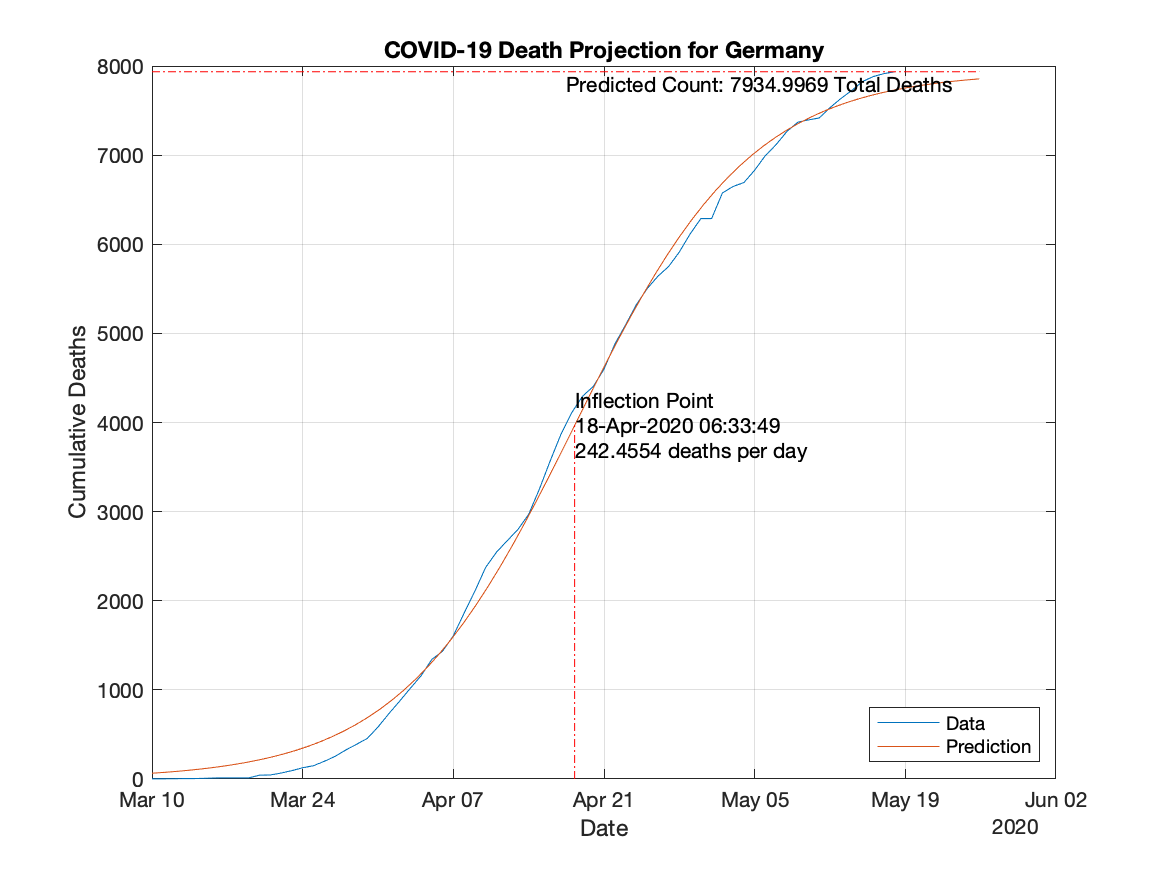 COVID-19 Death Projection for Germany
8000
Predicted Count: 7934.9969 Total Deaths
7000
6000
5000
Inflection Point
4000
18-Apr-2020 06:33:49
242.4554 deaths per day
Cumulative Deaths
3000
2000
1000
Data
Prediction
0
Mar 10 Mar 24 Apr 07 Apr 21 May 05 May 19 Jun 02
Date
2020